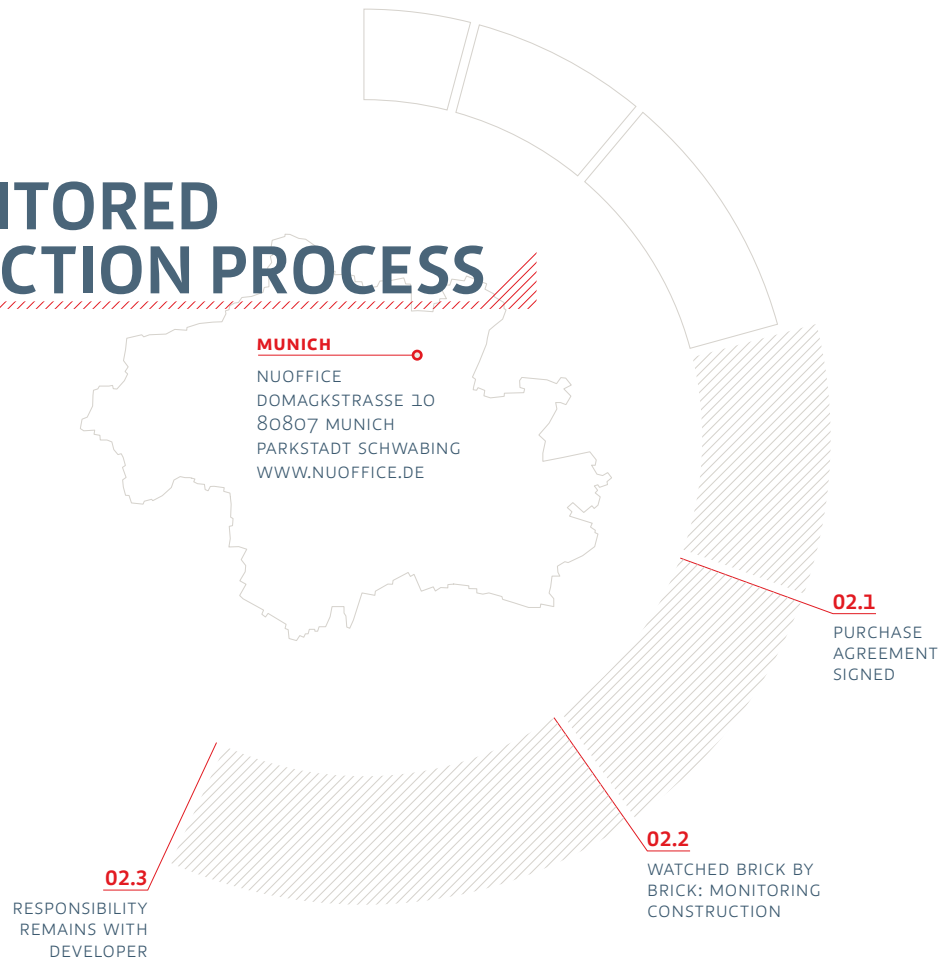 ITORED
CTION PROCESS
MUNICH
NUOFFICE
DOMAGKSTRASSE 10
80807 MUNICH
PARKSTADT SCHWABING
WWW.NUOFFICE.DE
02.1
PURCHASE
AGREEMENT
SIGNED
02.2
WATCHED BRICK BY
BRICK: MONITORING
CONSTRUCTION
02.3
RESPONSIBILITY
REMAINS WITH
DEVELOPER